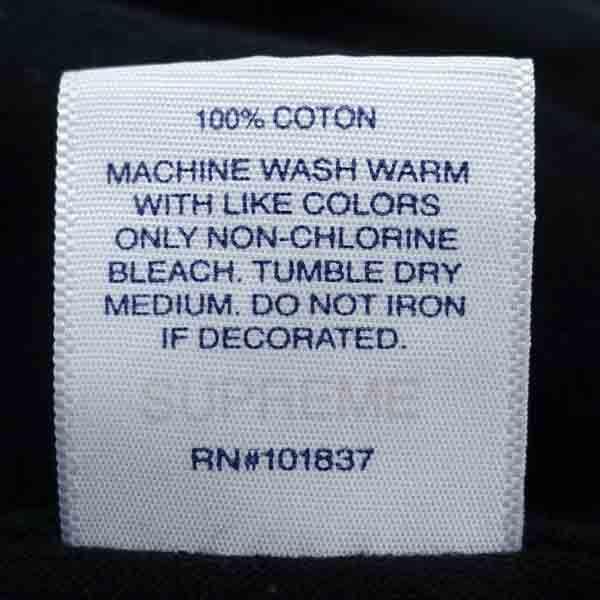 100% COTON
MACHINE WASH WARM
WITH LIKE COLORS
ONLY NON-CHLORINE
BLEACH. TUMBLE DRY
MEDIUM. DO NOT IRON
IF DECORATED.
SUPREME
RN#101837